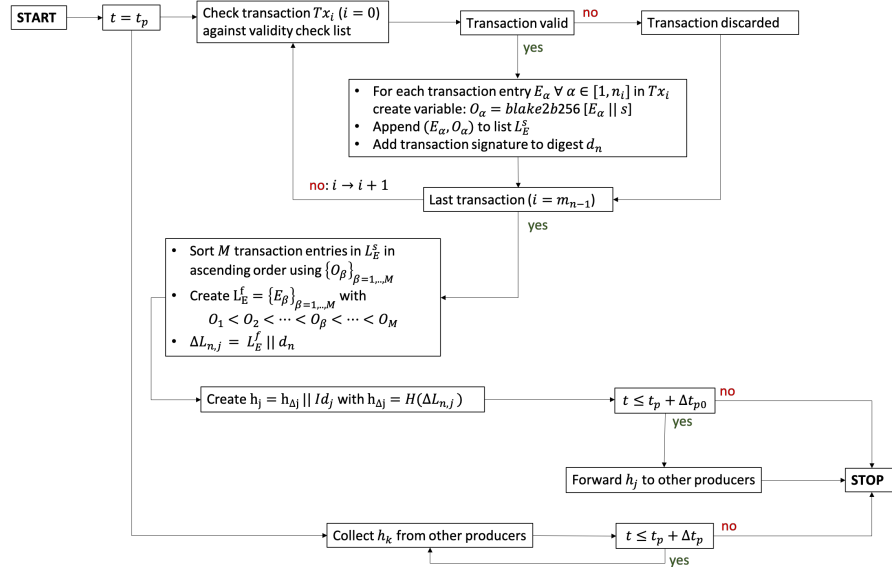 START
t = t_p
Check transaction Tx_i (i = 0)
against validity check list
Transaction valid
no
Transaction discarded
yes
• For each transaction entry E_α ∀ α ∈ [1, n_i] in Tx_i
create variable: O_α = blake2b256 [E_α || s]
• Append (E_α, O_α) to list L_E^s
• Add transaction signature to digest d_n
no: i → i + 1
Last transaction (i = m_{n−1})
yes
• Sort M transaction entries in L_E^s in
ascending order using {O_β}_{β=1,..,M}
• Create L_E^f = {E_β}_{β=1,..,M} with
O_1 < O_2 < ⋯ < O_β < ⋯ < O_M
• ΔL_{n,j} = L_E^f || d_n
Create h_j = h_{Δj} || Id_j with h_{Δj} = H(ΔL_{n,j})
t ≤ t_p + Δt_{p0}
no
yes
Forward h_j to other producers
STOP
Collect h_k from other producers
t ≤ t_p + Δt_p
no
yes